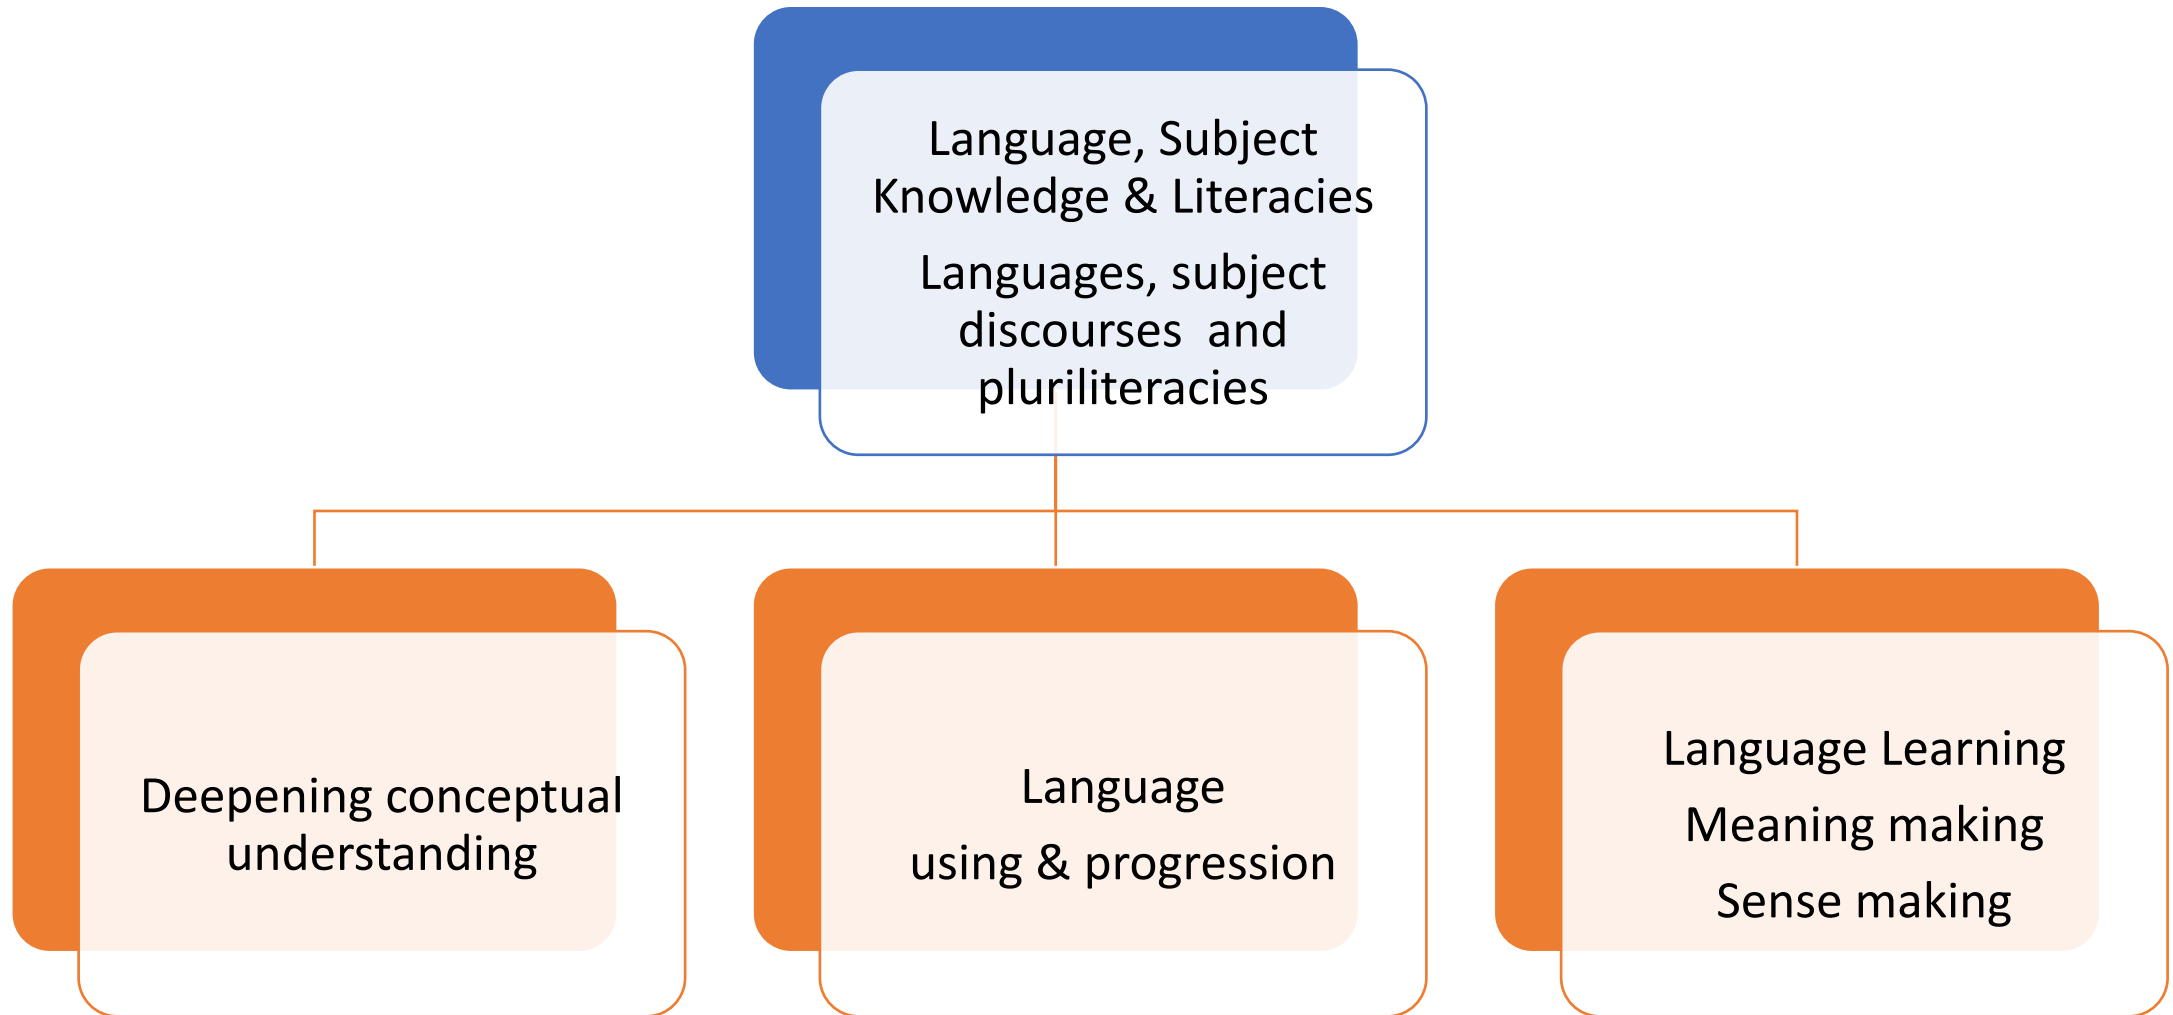 Language, Subject
Knowledge & Literacies
Languages, subject
discourses  and
pluriliteracies
Deepening conceptual
understanding
Language
using & progression
Language Learning
Meaning making
Sense making